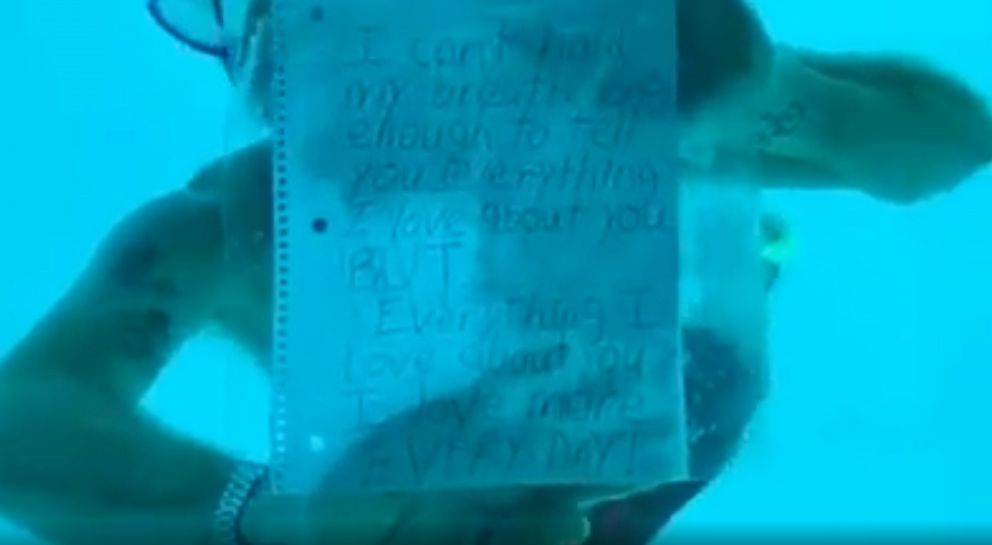 I can't hold
my breath long
enough to tell
you Everything
I love about you
BUT
Everything I
love about you
I love more
EVERY DAY!